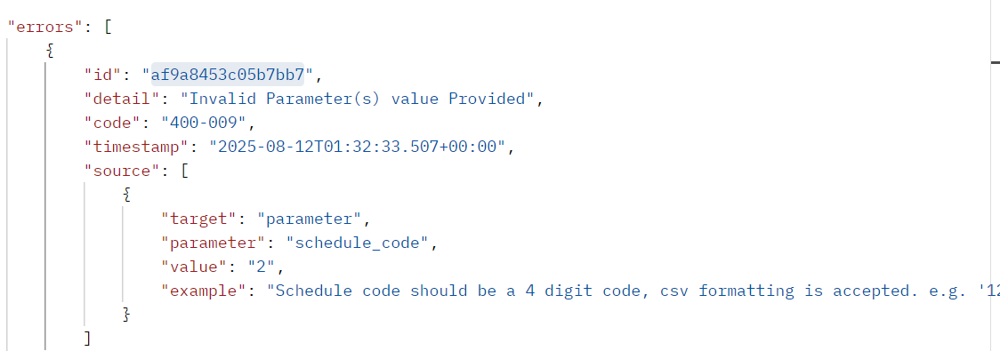 "errors": [
{
"id": "af9a8453c05b7bb7",
"detail": "Invalid Parameter(s) value Provided",
"code": "400-009",
"timestamp": "2025-08-12T01:32:33.507+00:00",
"source": [
{
"target": "parameter",
"parameter": "schedule_code",
"value": "2",
"example": "Schedule code should be a 4 digit code, csv formatting is accepted. e.g. '12
}
]